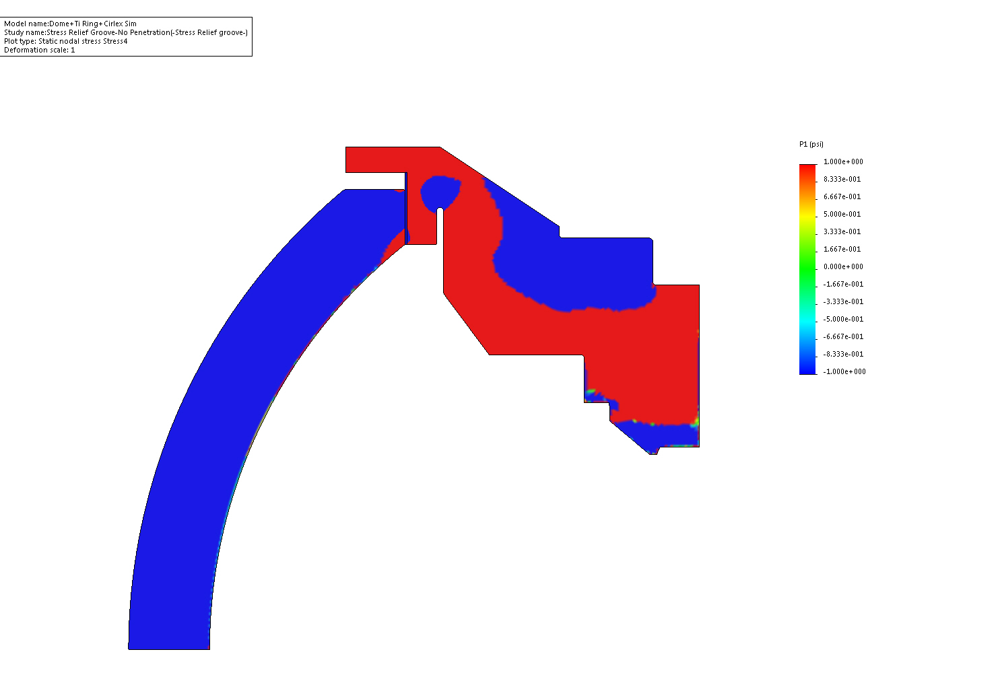 Model name:Dome+Ti Ring+Cirlex Sim
Study name:Stress Relief Groove-No Penetration(-Stress Relief groove-)
Plot type: Static nodal stress Stress4
Deformation scale: 1
P1 (psi)
1.000e+000
8.333e-001
6.667e-001
5.000e-001
3.333e-001
1.667e-001
0.000e+000
-1.667e-001
-3.333e-001
-5.000e-001
-6.667e-001
-8.333e-001
-1.000e+000